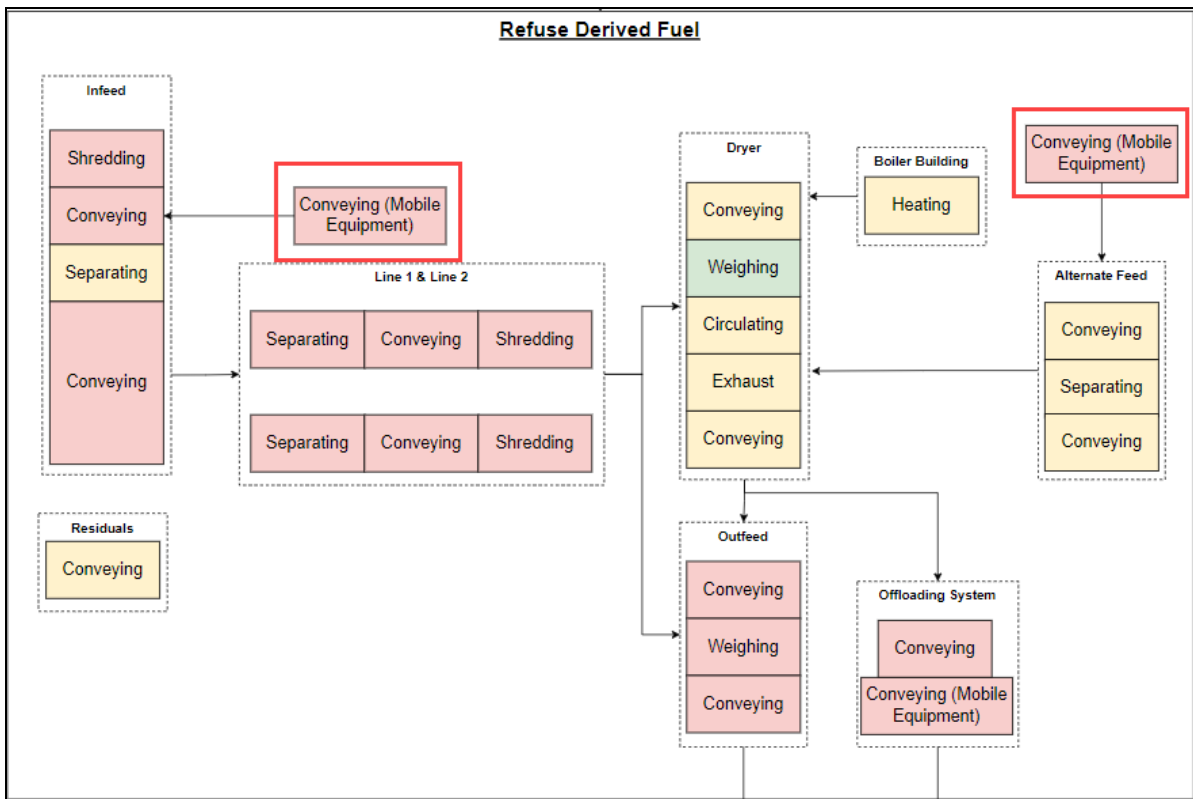 Refuse Derived Fuel
Infeed
Shredding
Conveying
Separating
Conveying
Conveying (Mobile
Equipment)
Line 1 & Line 2
Separating
Conveying
Shredding
Separating
Conveying
Shredding
Residuals
Conveying
Dryer
Conveying
Weighing
Circulating
Exhaust
Conveying
Boiler Building
Heating
Conveying (Mobile
Equipment)
Alternate Feed
Conveying
Separating
Conveying
Outfeed
Conveying
Weighing
Conveying
Offloading System
Conveying
Conveying (Mobile
Equipment)